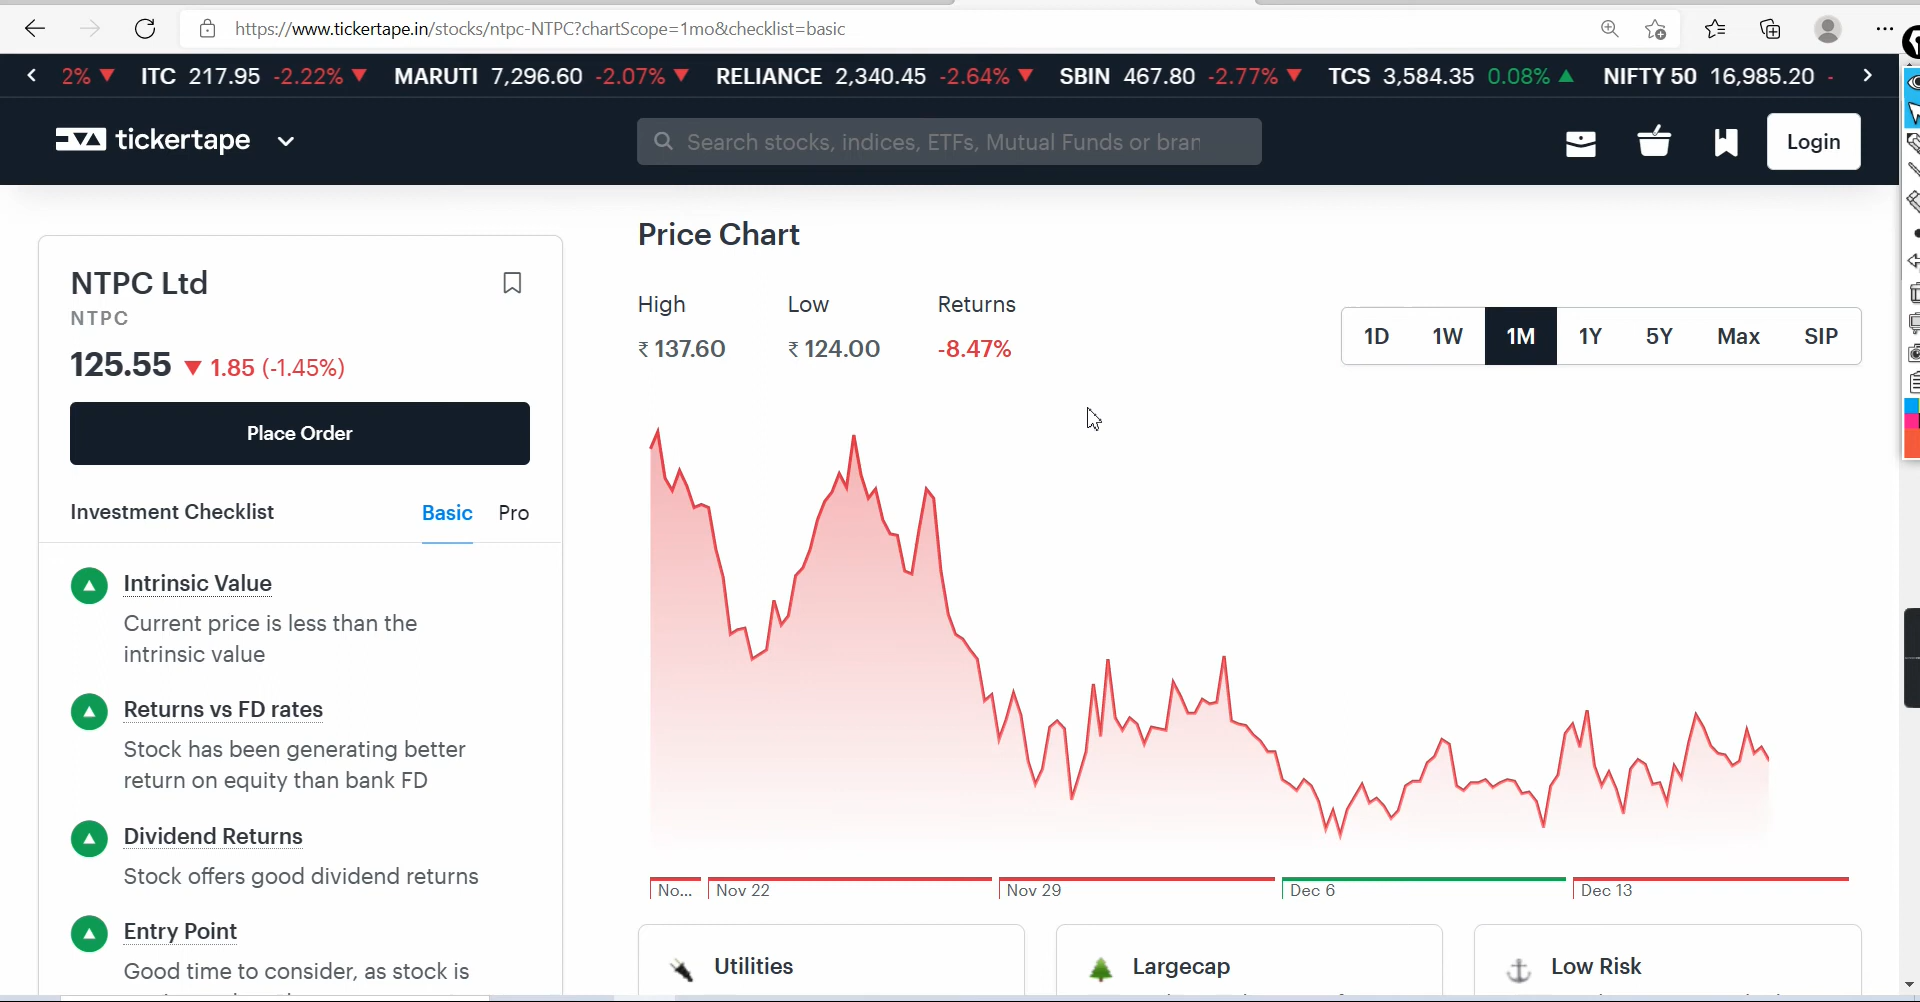 https://www.tickertape.in/stocks/ntpc-NTPC?chartScope=1mo&checklist=basic
2% ▼ ITC 217.95 -2.22% ▼ MARUTI 7,296.60 -2.07% ▼ RELIANCE 2,340.45 -2.64% ▼ SBIN 467.80 -2.77% ▼ TCS 3,584.35 0.08% ▲ NIFTY 50 16,985.20 -
tickertape
Search stocks, indices, ETFs, Mutual Funds or bran
Login
NTPC Ltd
NTPC
125.55 ▼ 1.85 (-1.45%)
Place Order
Investment Checklist Basic Pro
Intrinsic Value
Current price is less than the
intrinsic value
Returns vs FD rates
Stock has been generating better
return on equity than bank FD
Dividend Returns
Stock offers good dividend returns
Entry Point
Good time to consider, as stock is
Price Chart
High Low Returns
₹ 137.60 ₹ 124.00 -8.47%
1D 1W 1M 1Y 5Y Max SIP
No... Nov 22 Nov 29 Dec 6 Dec 13
Utilities Largecap Low Risk